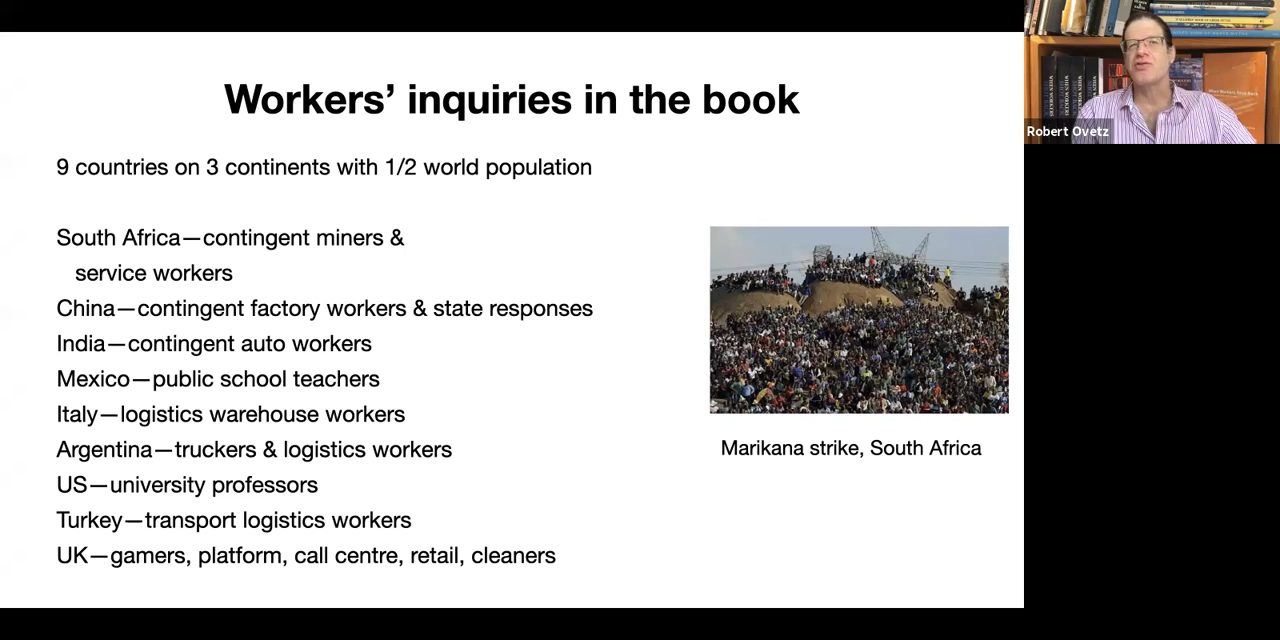 Workers’ inquiries in the book
9 countries on 3 continents with 1/2 world population
South Africa—contingent miners &
service workers
China—contingent factory workers & state responses
India—contingent auto workers
Mexico—public school teachers
Italy—logistics warehouse workers
Argentina—truckers & logistics workers
US—university professors
Turkey—transport logistics workers
UK—gamers, platform, call centre, retail, cleaners
Marikana strike, South Africa
Robert Ovetz